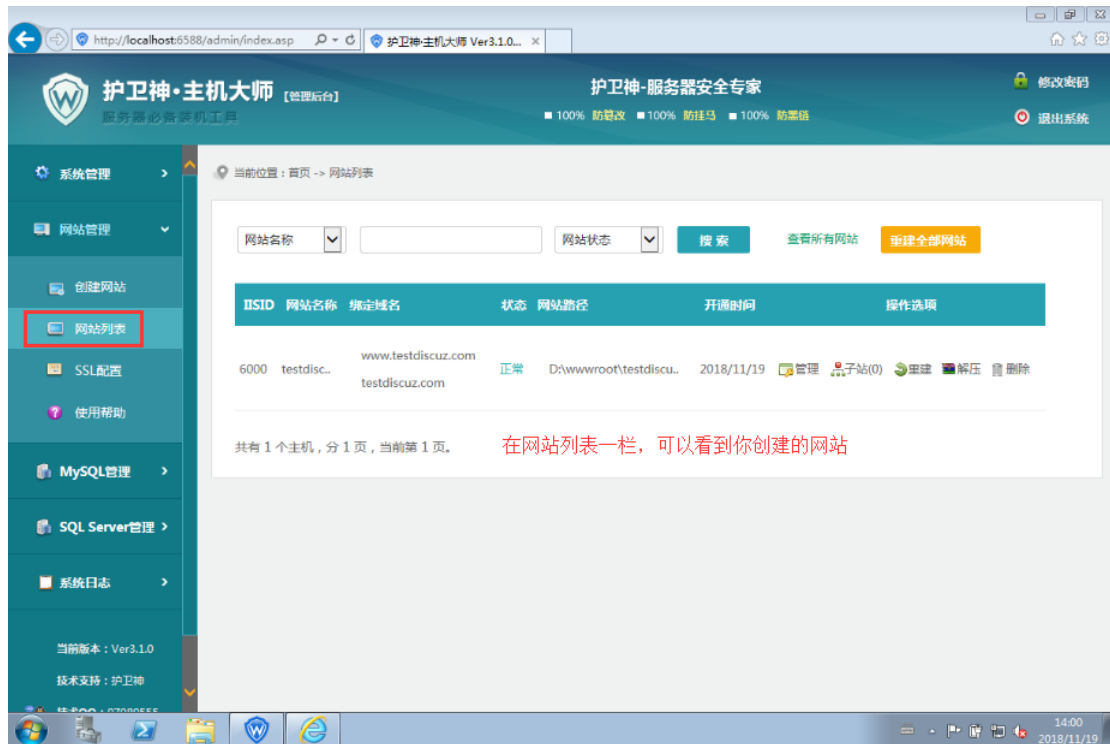 http://localhost:6588/admin/index.asp
护卫神·主机大师 Ver3.1.0...
护卫神·主机大师 [管理后台]
服务器必备装机工具
护卫神-服务器安全专家
100% 防篡改 100% 防挂马 100% 防黑链
修改密码
退出系统
系统管理
网站管理
创建网站
网站列表
SSL配置
使用帮助
MySQL管理
SQL Server管理
系统日志
当前版本：Ver3.1.0
技术支持：护卫神
当前位置：首页 -> 网站列表
网站名称
网站状态
搜 索
查看所有网站
重建全部网站
IISID 网站名称 绑定域名 状态 网站路径 开通时间 操作选项
6000 testdisc.. www.testdiscuz.com
testdiscuz.com
正常 D:\wwwroot\testdiscu.. 2018/11/19 管理 子站(0) 重建 解压 删除
共有 1 个主机，分 1 页，当前第 1 页。
在网站列表一栏，可以看到你创建的网站
14:00
2018/11/19